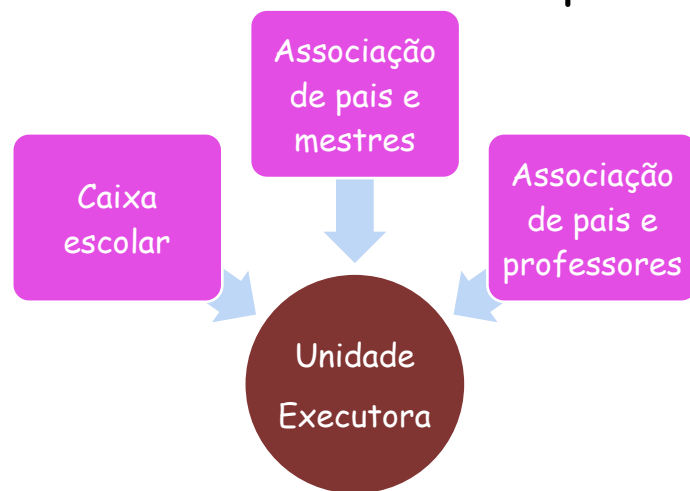 Associação
de pais e
mestres
Caixa
escolar
Associação
de pais e
professores
Unidade
Executora